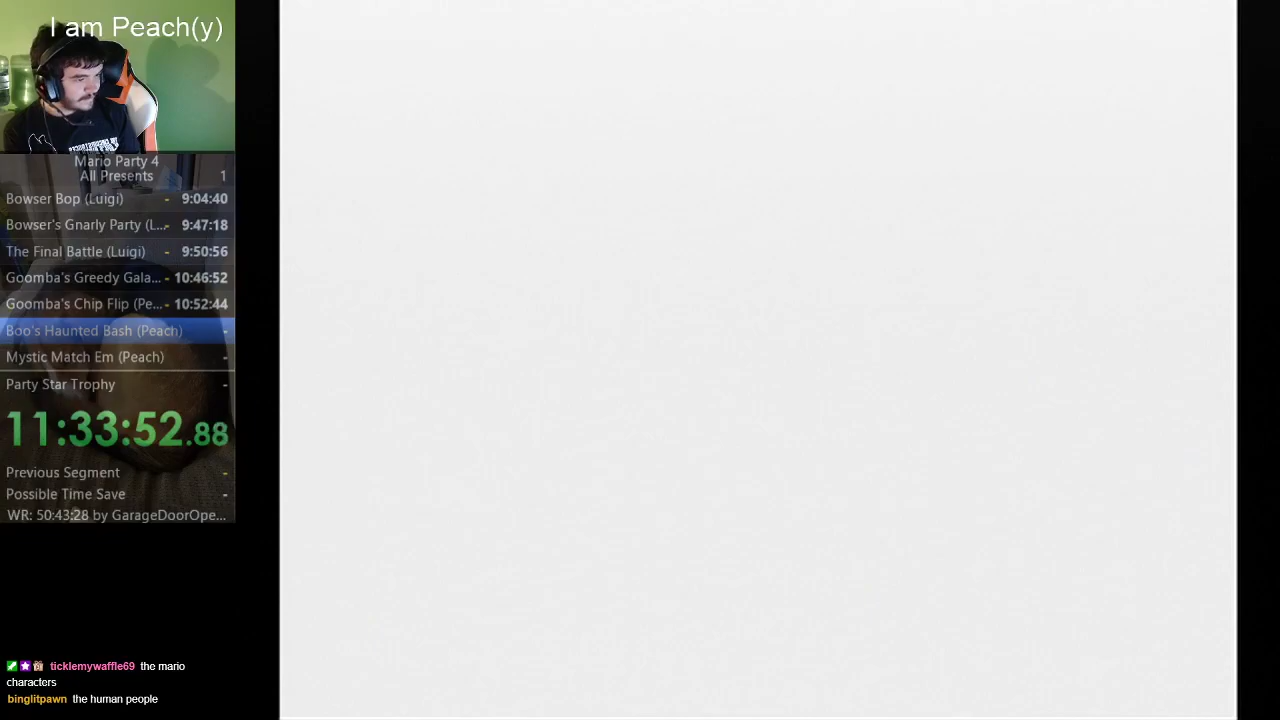 I am Peach(y)
Mario Party 4
All Presents 1
Bowser Bop (Luigi) - 9:04:40
Bowser's Gnarly Party (L... - 9:47:18
The Final Battle (Luigi) - 9:50:56
Goomba's Greedy Gala... - 10:46:52
Goomba's Chip Flip (Pe... - 10:52:44
Boo's Haunted Bash (Peach) -
Mystic Match Em (Peach) -
Party Star Trophy -
11:33:52.88
Previous Segment -
Possible Time Save -
WR: 50:43:28 by GarageDoorOpe...
ticklemywaffle69 the mario
characters
binglitpawn the human people